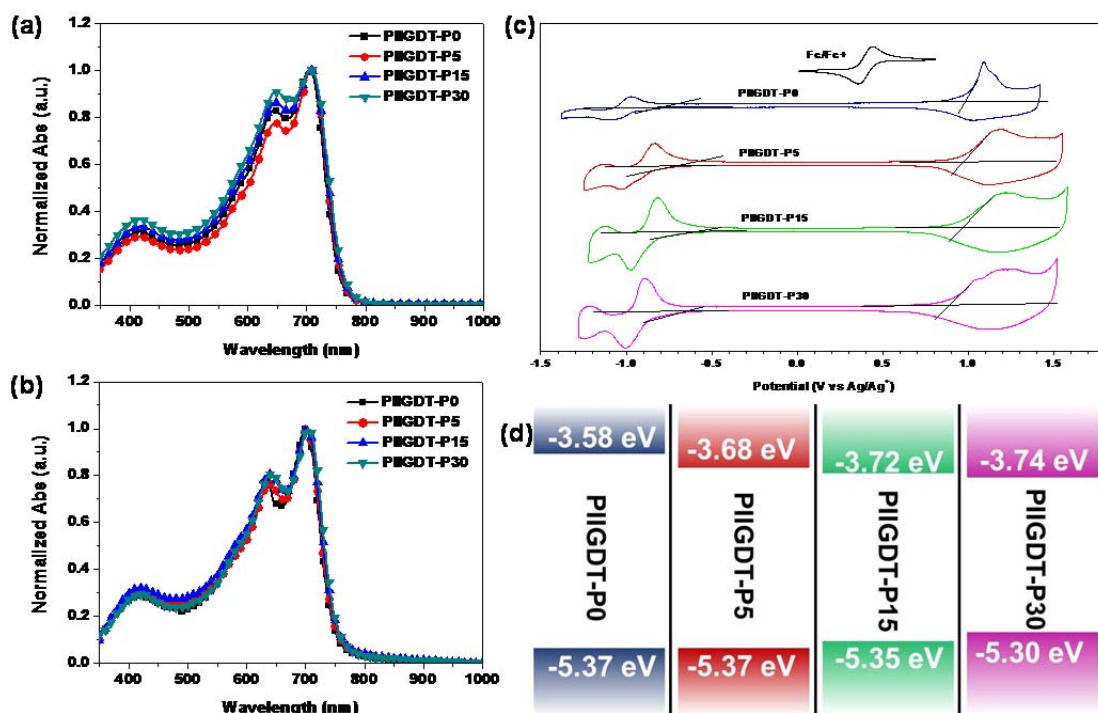 (a)
1.2
1.0
0.8
0.6
0.4
0.2
0.0
Normalized Abs (a.u.)
PIIGDT-P0
PIIGDT-P5
PIIGDT-P15
PIIGDT-P30
400 500 600 700 800 900 1000
Wavelength (nm)
(b)
1.2
1.0
0.8
0.6
0.4
0.2
0.0
Normalized Abs (a.u.)
PIIGDT-P0
PIIGDT-P5
PIIGDT-P15
PIIGDT-P30
400 500 600 700 800 900 1000
Wavelength (nm)
(c)
Fc/Fc+
PIIGDT-P0
PIIGDT-P5
PIIGDT-P15
PIIGDT-P30
-1.5 -1.0 -0.5 0.0 0.5 1.0 1.5
Potential (V vs Ag/Ag⁺)
(d)
-3.58 eV -3.68 eV -3.72 eV -3.74 eV
PIIGDT-P0
PIIGDT-P5
PIIGDT-P15
PIIGDT-P30
-5.37 eV -5.37 eV -5.35 eV -5.30 eV